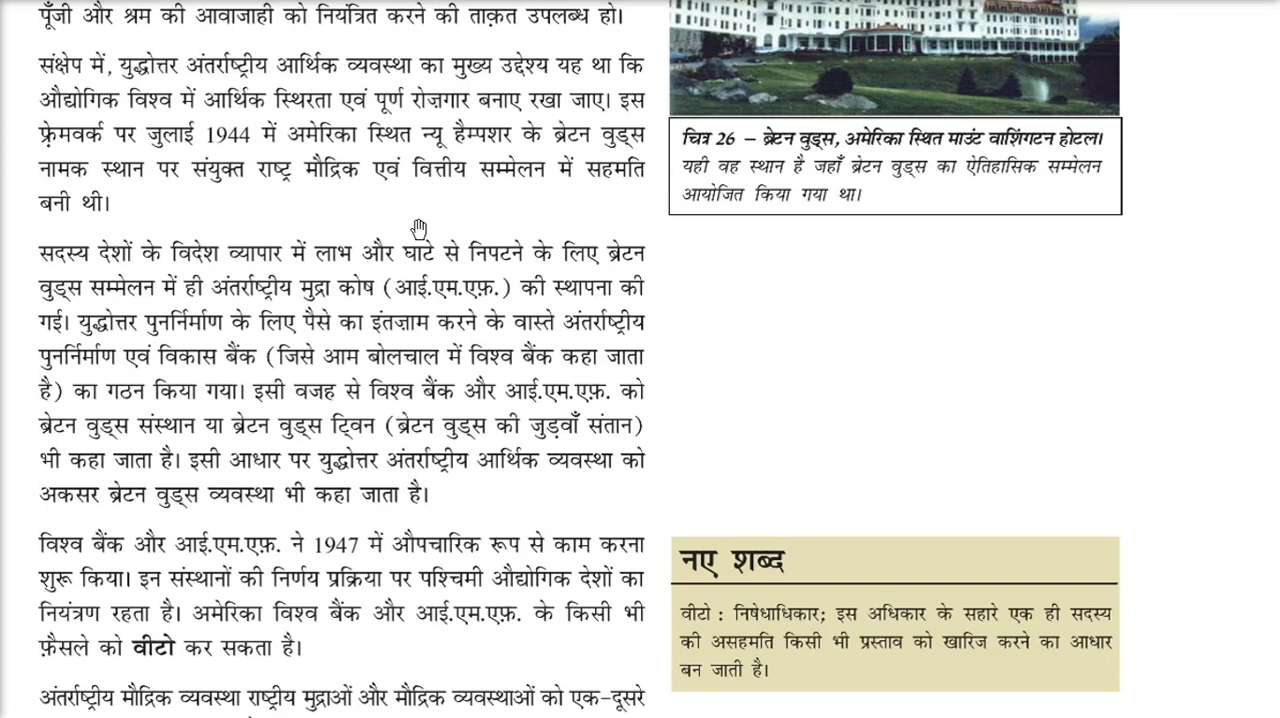 पूँजी और श्रम की आवाजाही को नियंत्रित करने की ताक़त उपलब्ध हो।
संक्षेप में, युद्धोत्तर अंतर्राष्ट्रीय आर्थिक व्यवस्था का मुख्य उद्देश्य यह था कि
औद्योगिक विश्व में आर्थिक स्थिरता एवं पूर्ण रोज़गार बनाए रखा जाए। इस
फ़्रेमवर्क पर जुलाई 1944 में अमेरिका स्थित न्यू हैम्पशर के ब्रेटन वुड्स
नामक स्थान पर संयुक्त राष्ट्र मौद्रिक एवं वित्तीय सम्मेलन में सहमति
बनी थी।
सदस्य देशों के विदेश व्यापार में लाभ और घाटे से निपटने के लिए ब्रेटन
वुड्स सम्मेलन में ही अंतर्राष्ट्रीय मुद्रा कोष (आई.एम.एफ़.) की स्थापना की
गई। युद्धोत्तर पुनर्निर्माण के लिए पैसे का इंतज़ाम करने के वास्ते अंतर्राष्ट्रीय
पुनर्निर्माण एवं विकास बैंक (जिसे आम बोलचाल में विश्व बैंक कहा जाता
है) का गठन किया गया। इसी वजह से विश्व बैंक और आई.एम.एफ़. को
ब्रेटन वुड्स संस्थान या ब्रेटन वुड्स ट्विन (ब्रेटन वुड्स की जुड़वाँ संतान)
भी कहा जाता है। इसी आधार पर युद्धोत्तर अंतर्राष्ट्रीय आर्थिक व्यवस्था को
अकसर ब्रेटन वुड्स व्यवस्था भी कहा जाता है।
विश्व बैंक और आई.एम.एफ़. ने 1947 में औपचारिक रूप से काम करना
शुरू किया। इन संस्थानों की निर्णय प्रक्रिया पर पश्चिमी औद्योगिक देशों का
नियंत्रण रहता है। अमेरिका विश्व बैंक और आई.एम.एफ़. के किसी भी
फ़ैसले को वीटो कर सकता है।
अंतर्राष्ट्रीय मौद्रिक व्यवस्था राष्ट्रीय मुद्राओं और मौद्रिक व्यवस्थाओं को एक-दूसरे
चित्र 26 – ब्रेटन वुड्स, अमेरिका स्थित माउंट वाशिंगटन होटल।
यही वह स्थान है जहाँ ब्रेटन वुड्स का ऐतिहासिक सम्मेलन
आयोजित किया गया था।
नए शब्द
वीटो : निषेधाधिकार; इस अधिकार के सहारे एक ही सदस्य
की असहमति किसी भी प्रस्ताव को खारिज करने का आधार
बन जाती है।